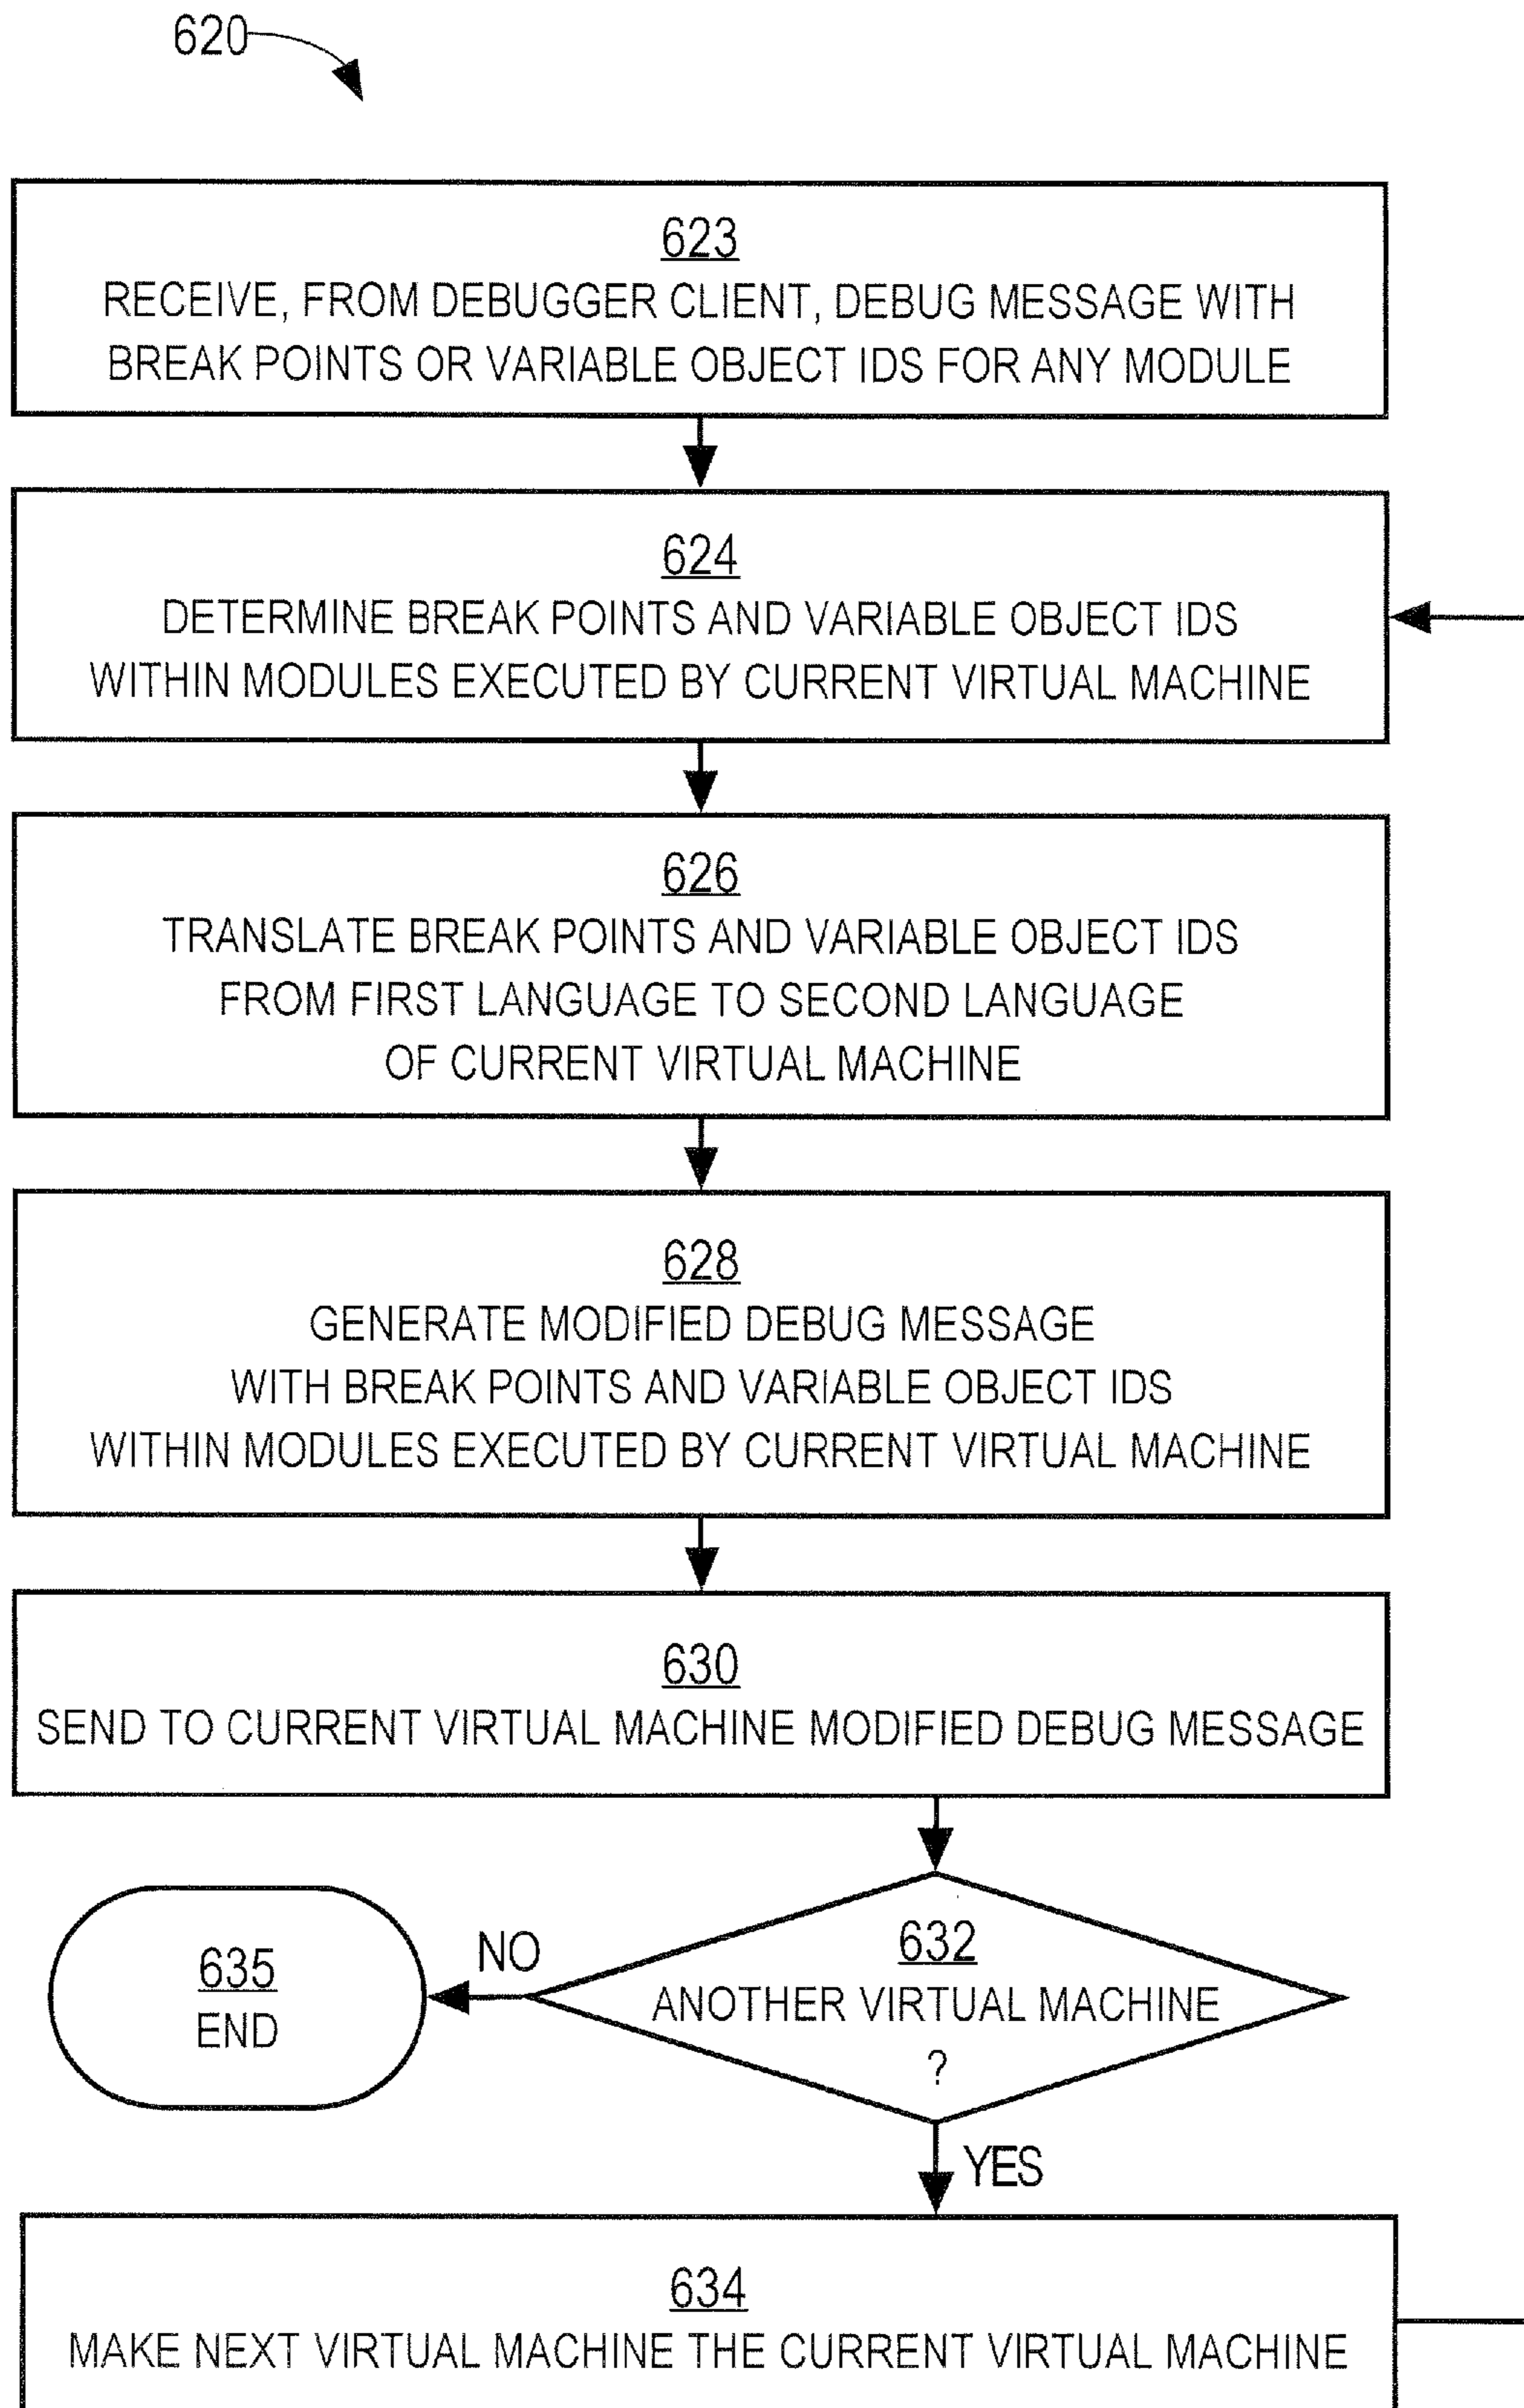 620
623
RECEIVE, FROM DEBUGGER CLIENT, DEBUG MESSAGE WITH
BREAK POINTS OR VARIABLE OBJECT IDS FOR ANY MODULE
624
DETERMINE BREAK POINTS AND VARIABLE OBJECT IDS
WITHIN MODULES EXECUTED BY CURRENT VIRTUAL MACHINE
626
TRANSLATE BREAK POINTS AND VARIABLE OBJECT IDS
FROM FIRST LANGUAGE TO SECOND LANGUAGE
OF CURRENT VIRTUAL MACHINE
628
GENERATE MODIFIED DEBUG MESSAGE
WITH BREAK POINTS AND VARIABLE OBJECT IDS
WITHIN MODULES EXECUTED BY CURRENT VIRTUAL MACHINE
630
SEND TO CURRENT VIRTUAL MACHINE MODIFIED DEBUG MESSAGE
632
ANOTHER VIRTUAL MACHINE
?
NO
635
END
YES
634
MAKE NEXT VIRTUAL MACHINE THE CURRENT VIRTUAL MACHINE